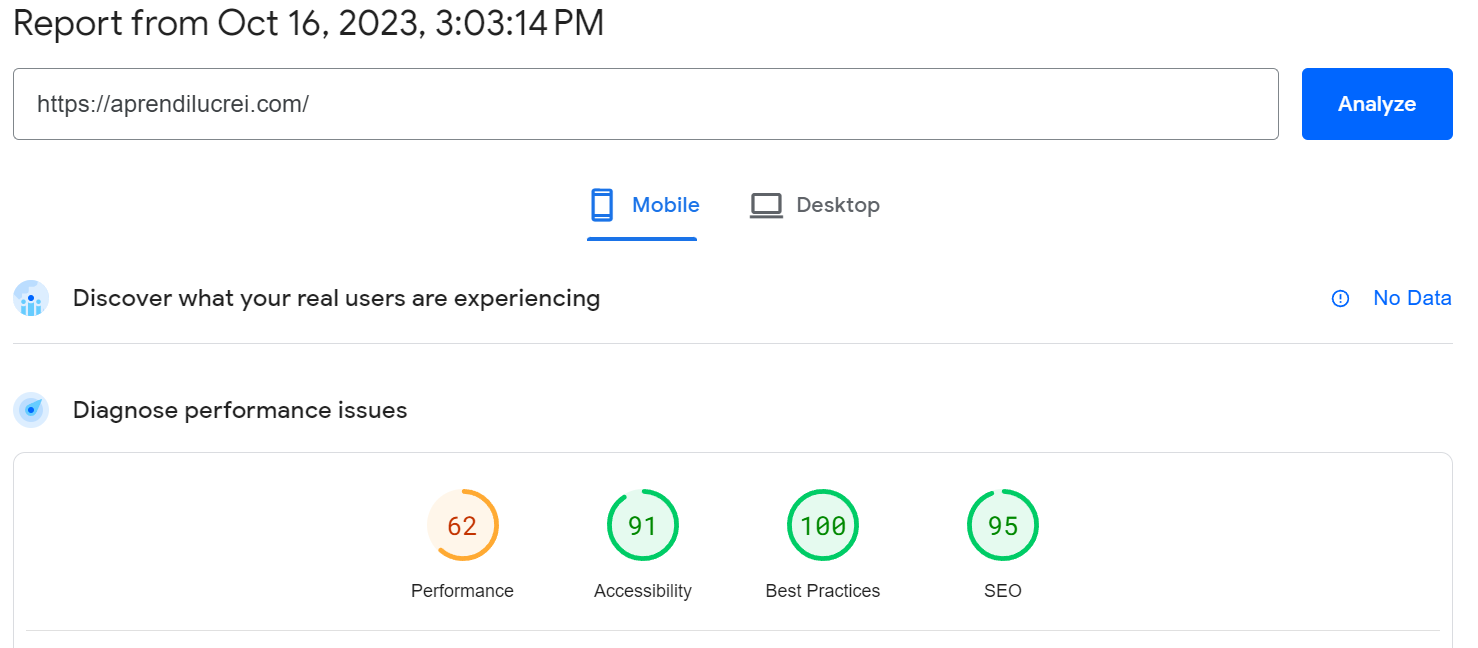 Report from Oct 16, 2023, 3:03:14 PM
https://aprendilucrei.com/
Analyze
Mobile
Desktop
Discover what your real users are experiencing
No Data
Diagnose performance issues
62
91
100
95
Performance
Accessibility
Best Practices
SEO